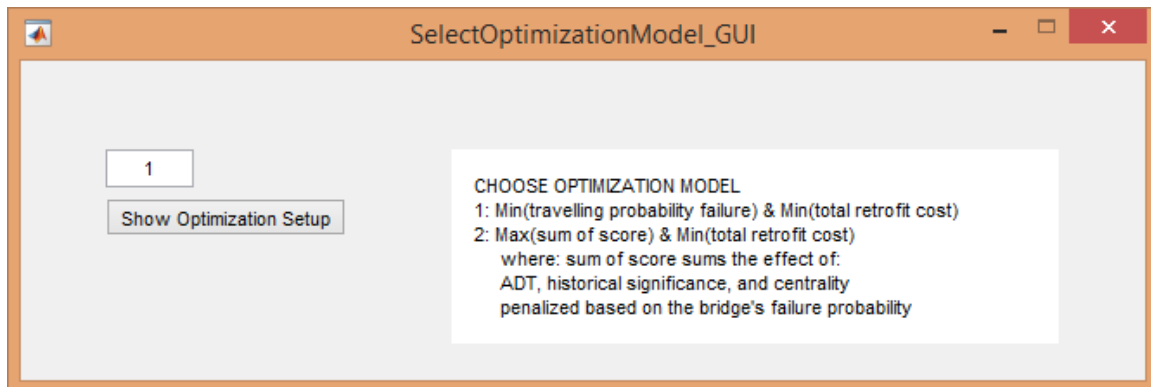 SelectOptimizationModel_GUI
1
Show Optimization Setup
CHOOSE OPTIMIZATION MODEL
1: Min(travelling probability failure) & Min(total retrofit cost)
2: Max(sum of score) & Min(total retrofit cost)
where: sum of score sums the effect of:
ADT, historical significance, and centrality
penalized based on the bridge's failure probability